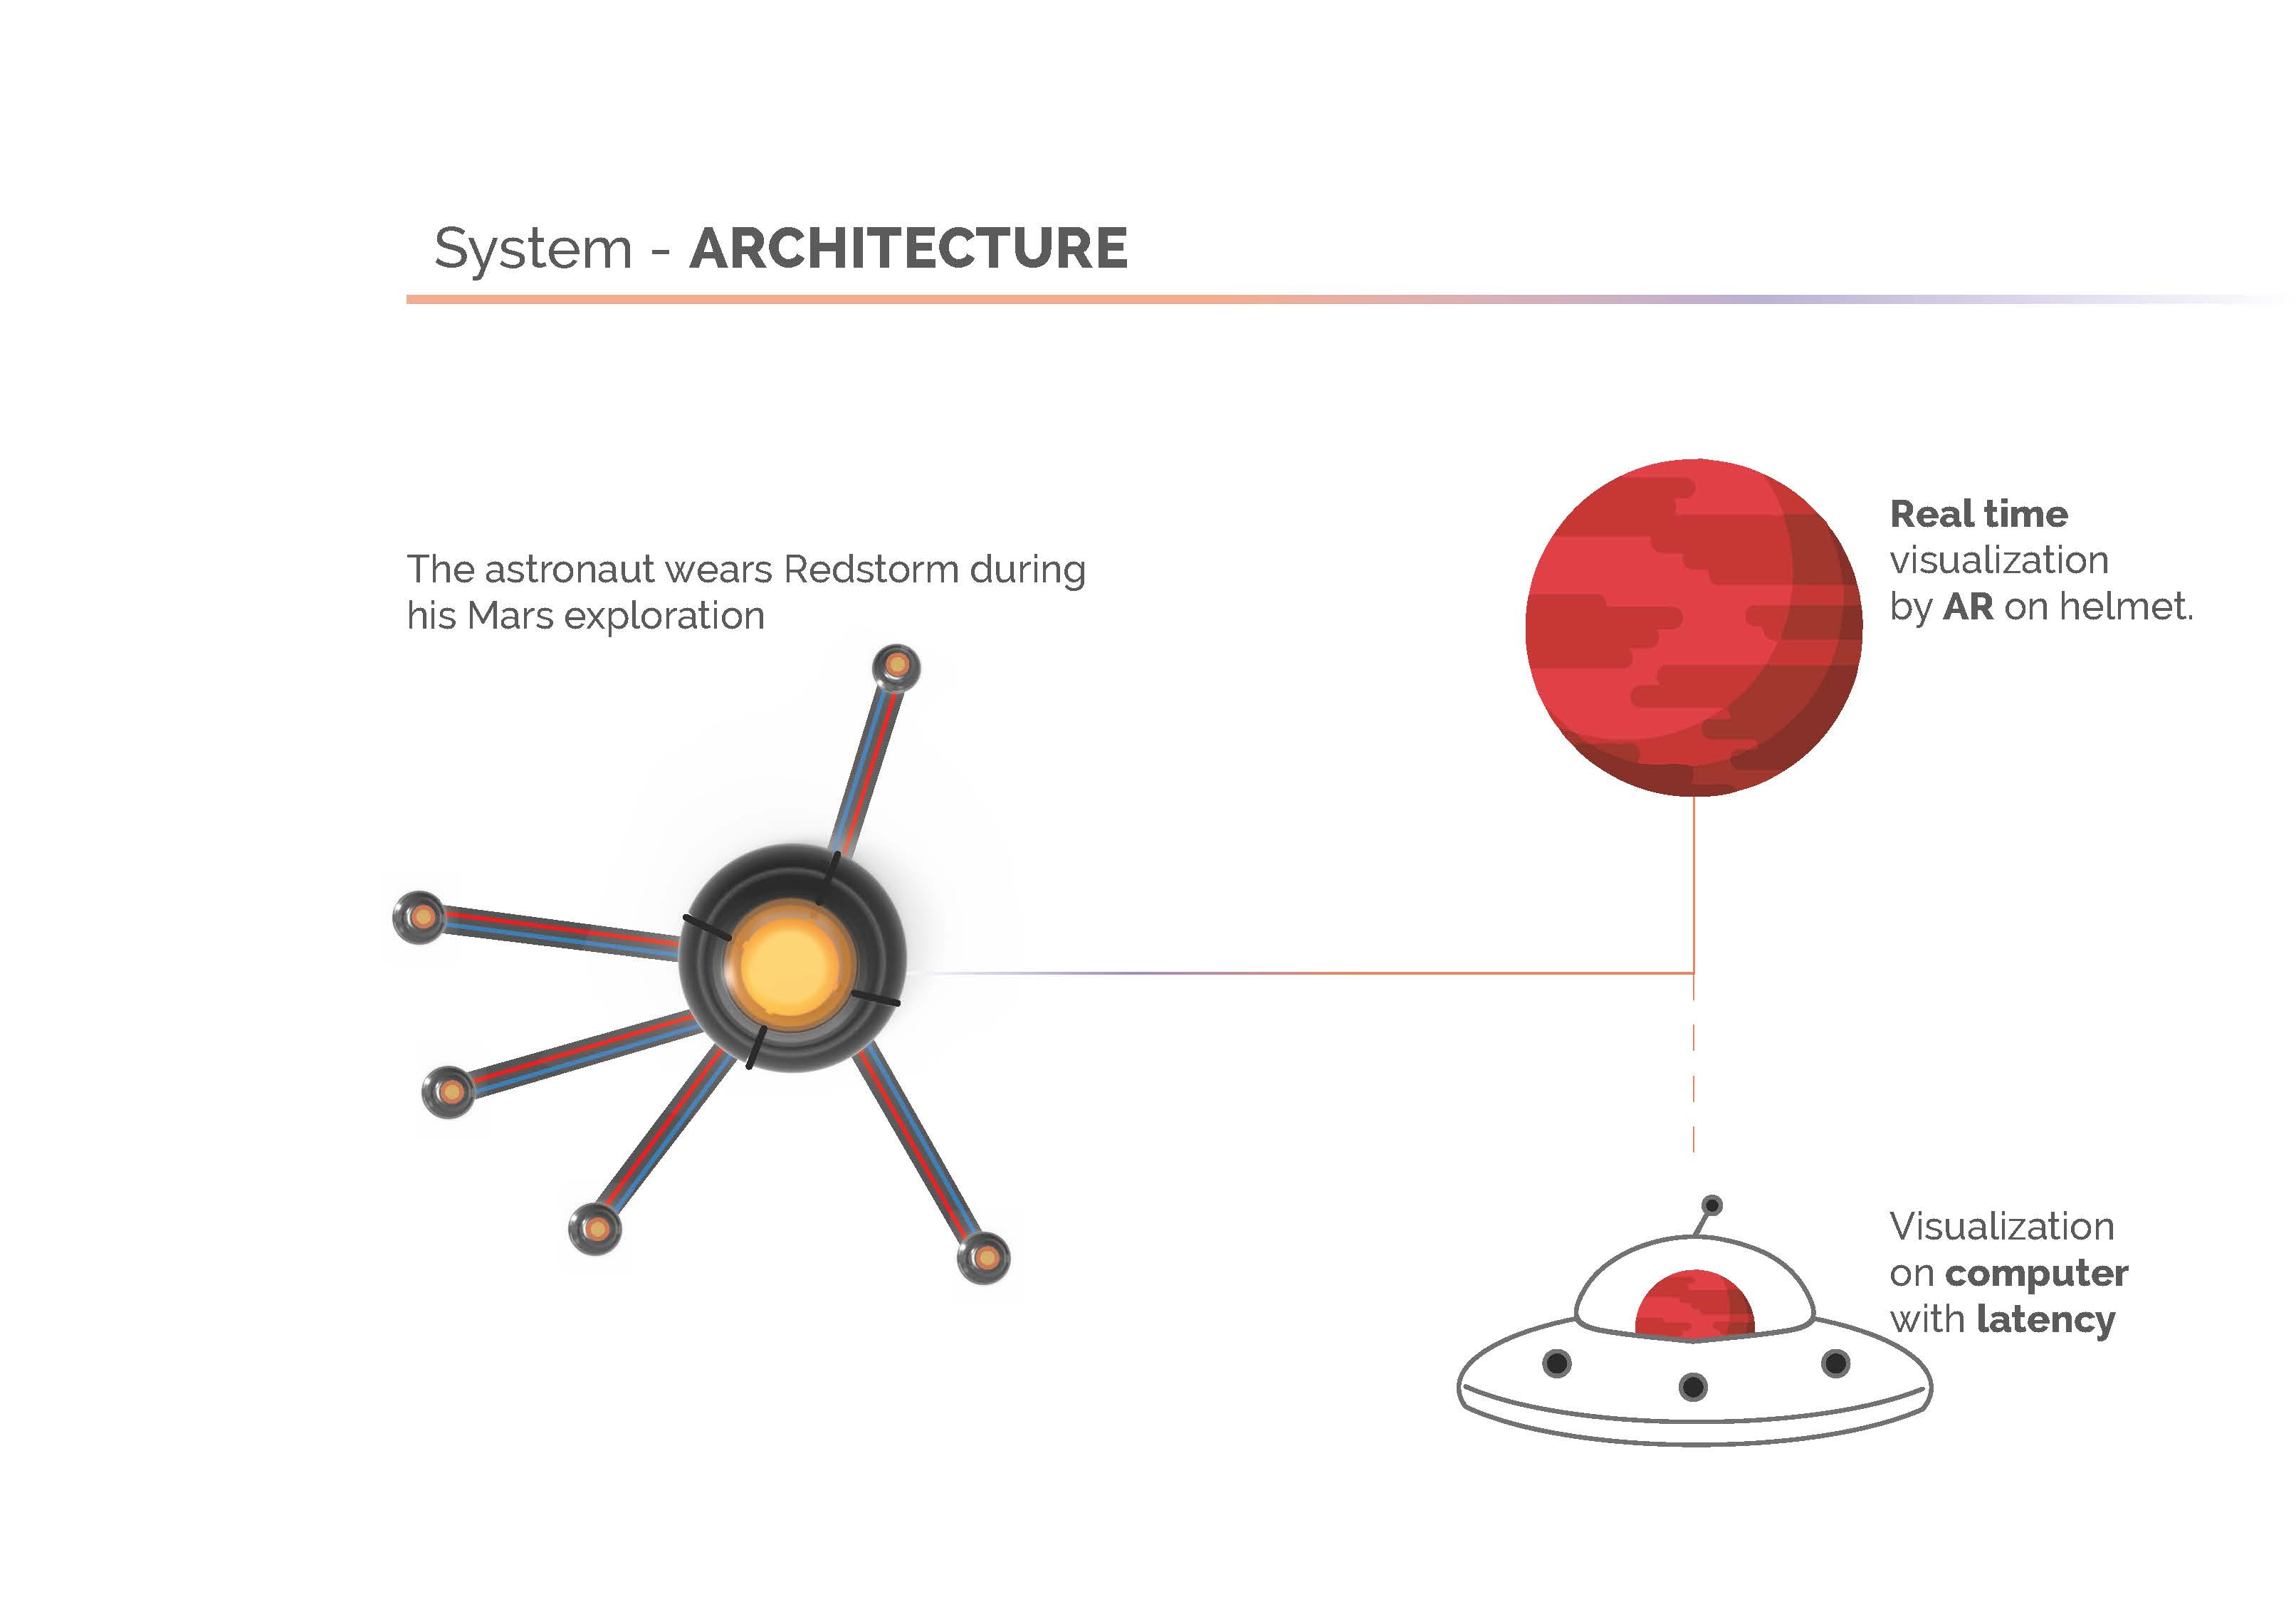 System - ARCHITECTURE
The astronaut wears Redstorm during
his Mars exploration
Real time
visualization
by AR on helmet.
Visualization
on computer
with latency